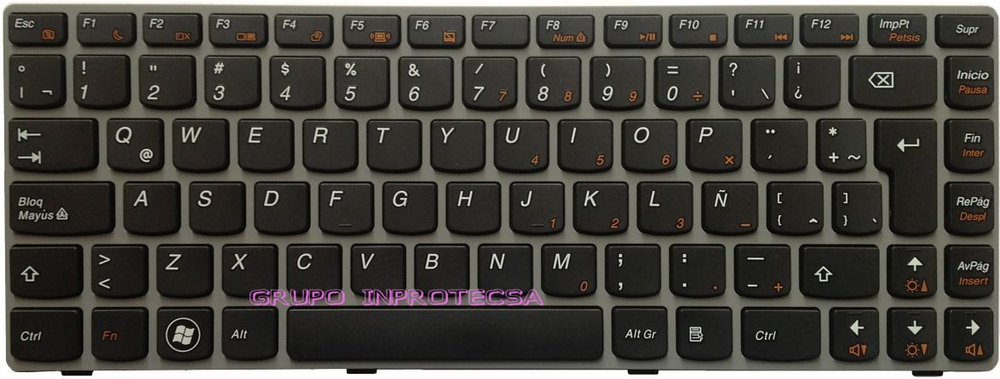 Esc F1 F2 F3 F4 F5 F6 F7 F8 Num F9 F10 F11 F12 ImpPt Petsis Supr
° | ¬ ! 1 " 2 # 3 $ 4 % 5 & 6 / 7 7 ( 8 8 ) 9 9 = 0 ÷ ? ' \ ¡ ¿ Inicio Pausa
Q @ W E R T Y U 4 I 5 O 6 P × ¨ ´ * + ~ Fin Inter
Bloq Mayús A S D F G H J 1 K 2 L 3 Ñ − [ { ^ ] } ` RePág Despl
> < Z X C V B N M 0 ; , : . . — - + AvPág Insert
GRUPO INPROTECSA
Ctrl Fn Alt Alt Gr Ctrl